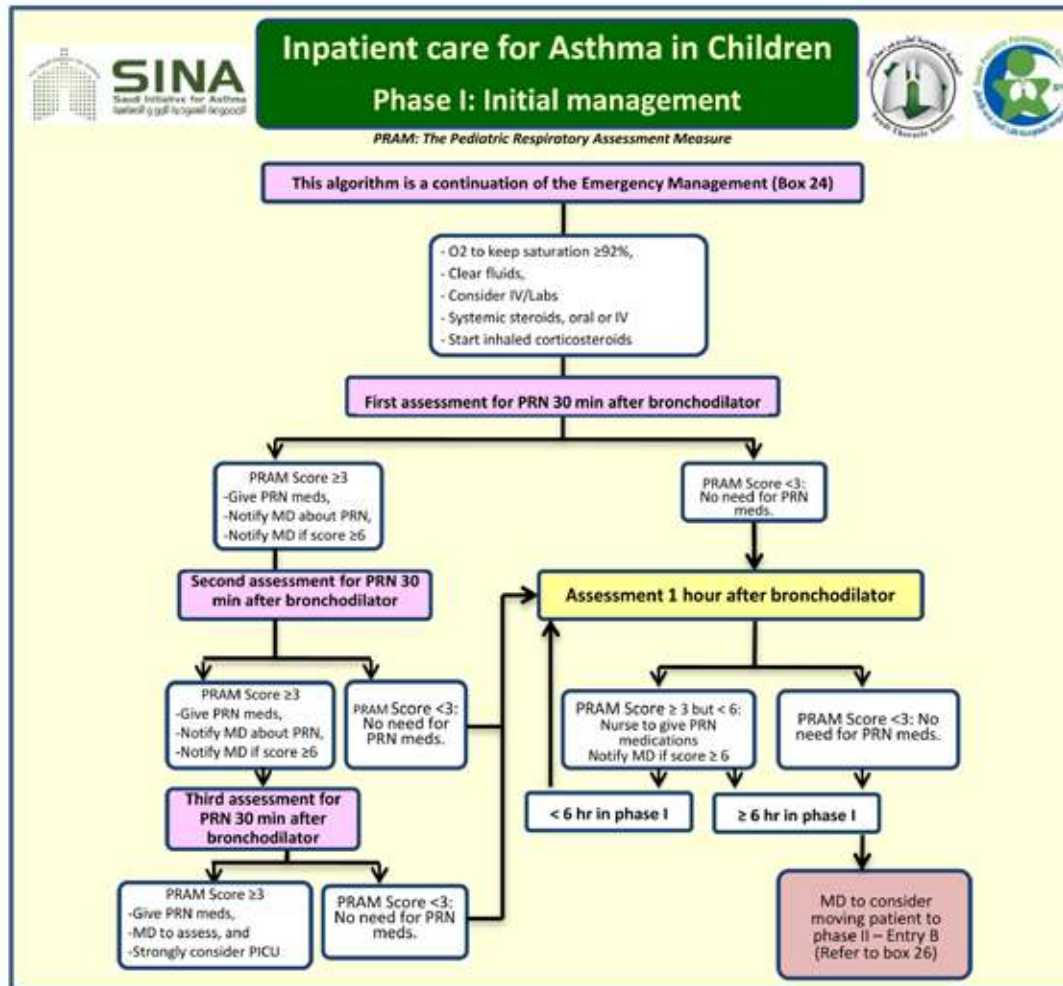 SINA
Saudi Initiative for Asthma
Inpatient care for Asthma in Children
Phase I: Initial management
PRAM: The Pediatric Respiratory Assessment Measure
This algorithm is a continuation of the Emergency Management (Box 24)
- O2 to keep saturation ≥92%,
- Clear fluids,
- Consider IV/Labs
- Systemic steroids, oral or IV
- Start inhaled corticosteroids
First assessment for PRN 30 min after bronchodilator
PRAM Score ≥3
-Give PRN meds,
-Notify MD about PRN,
-Notify MD if score ≥6
PRAM Score <3:
No need for PRN
meds.
Second assessment for PRN 30
min after bronchodilator
Assessment 1 hour after bronchodilator
PRAM Score ≥3
-Give PRN meds,
-Notify MD about PRN,
-Notify MD if score ≥6
PRAM Score <3:
No need for
PRN meds.
PRAM Score ≥ 3 but < 6:
Nurse to give PRN
medications
Notify MD if score ≥ 6
PRAM Score <3: No
need for PRN meds.
Third assessment for
PRN 30 min after
bronchodilator
< 6 hr in phase I
≥ 6 hr in phase I
PRAM Score ≥3
-Give PRN meds,
-MD to assess, and
-Strongly consider PICU
PRAM Score <3:
No need for PRN
meds.
MD to consider
moving patient to
phase II – Entry B
(Refer to box 26)